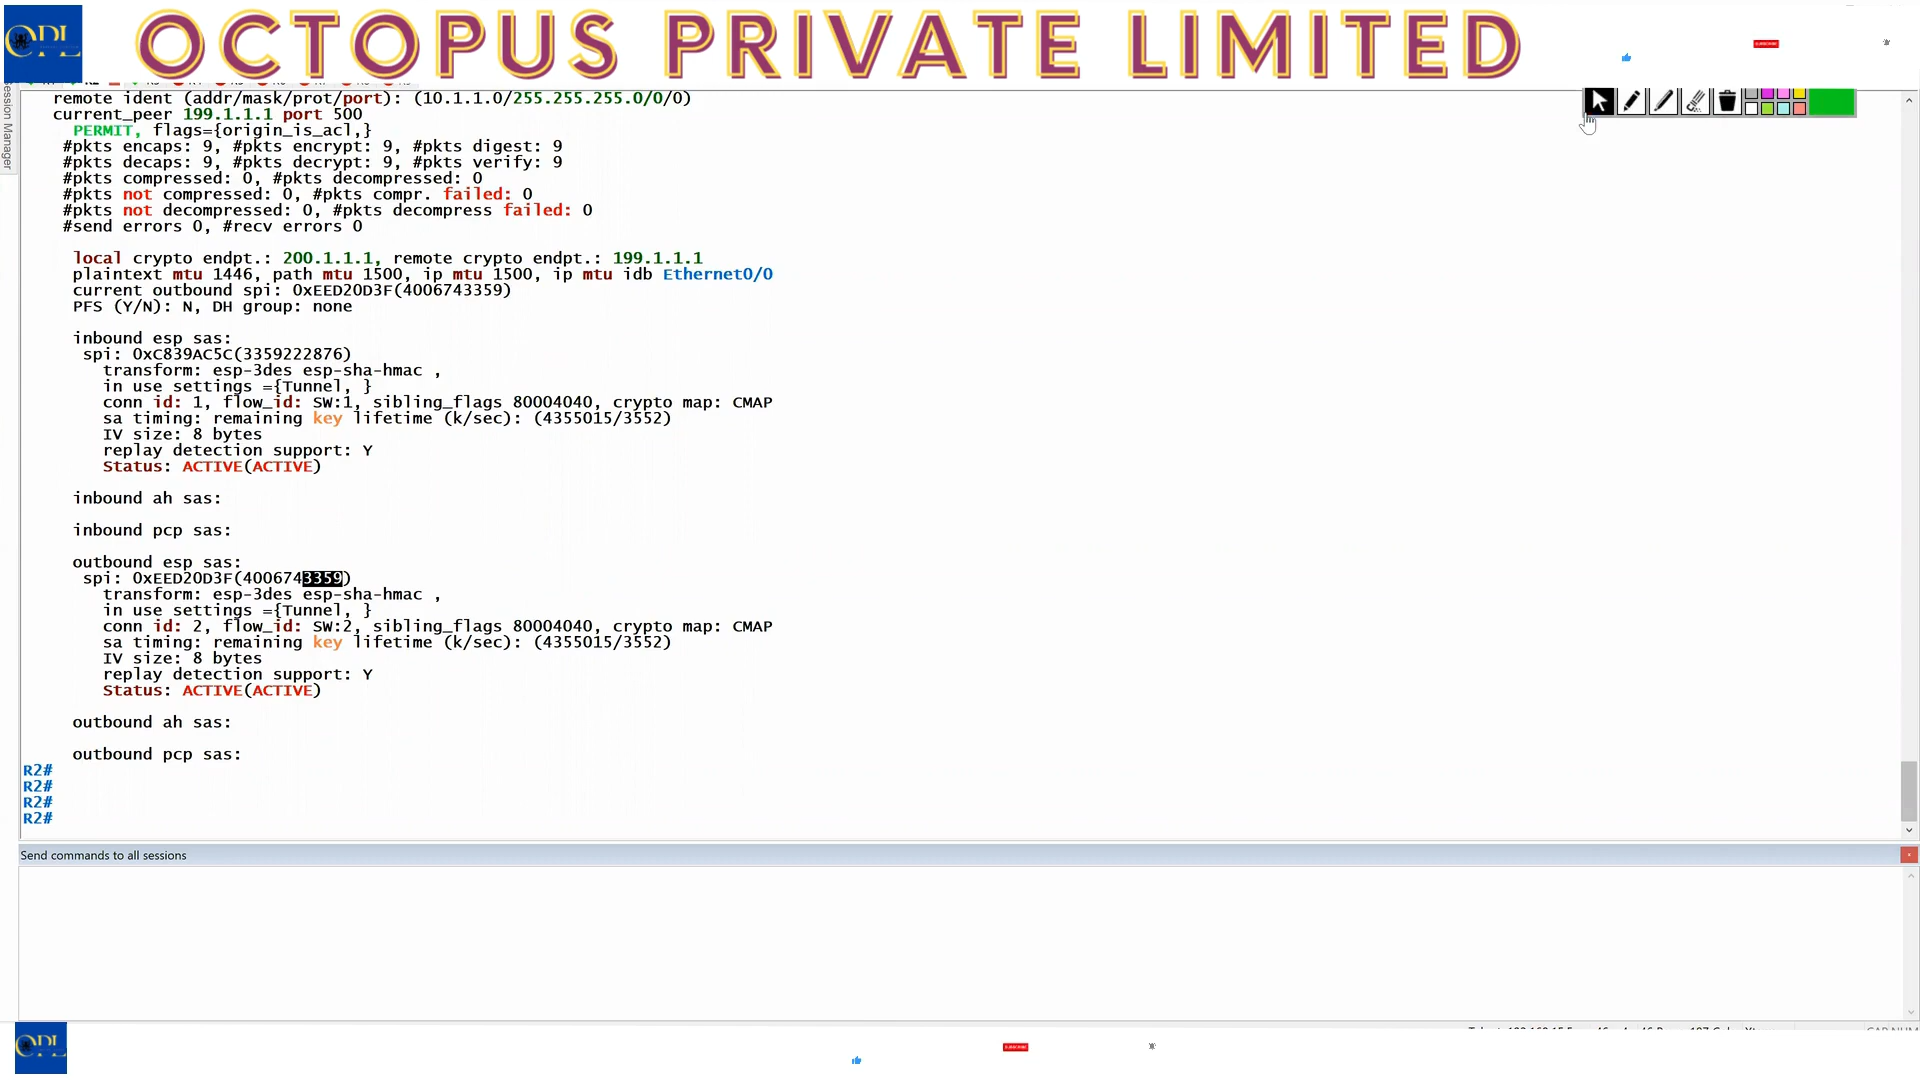 OPL
OCTOPUS PRIVATE LIMITED
SUBSCRIBE
ession Manager
remote ident (addr/mask/prot/port): (10.1.1.0/255.255.255.0/0/0)
current_peer 199.1.1.1 port 500
PERMIT, flags={origin_is_acl,}
#pkts encaps: 9, #pkts encrypt: 9, #pkts digest: 9
#pkts decaps: 9, #pkts decrypt: 9, #pkts verify: 9
#pkts compressed: 0, #pkts decompressed: 0
#pkts not compressed: 0, #pkts compr. failed: 0
#pkts not decompressed: 0, #pkts decompress failed: 0
#send errors 0, #recv errors 0
local crypto endpt.: 200.1.1.1, remote crypto endpt.: 199.1.1.1
plaintext mtu 1446, path mtu 1500, ip mtu 1500, ip mtu idb Ethernet0/0
current outbound spi: 0xEED20D3F(4006743359)
PFS (Y/N): N, DH group: none
inbound esp sas:
spi: 0xC839AC5C(3359222876)
transform: esp-3des esp-sha-hmac ,
in use settings ={Tunnel, }
conn id: 1, flow_id: SW:1, sibling_flags 80004040, crypto map: CMAP
sa timing: remaining key lifetime (k/sec): (4355015/3552)
IV size: 8 bytes
replay detection support: Y
Status: ACTIVE(ACTIVE)
inbound ah sas:
inbound pcp sas:
outbound esp sas:
spi: 0xEED20D3F(4006743359)
transform: esp-3des esp-sha-hmac ,
in use settings ={Tunnel, }
conn id: 2, flow_id: SW:2, sibling_flags 80004040, crypto map: CMAP
sa timing: remaining key lifetime (k/sec): (4355015/3552)
IV size: 8 bytes
replay detection support: Y
Status: ACTIVE(ACTIVE)
outbound ah sas:
outbound pcp sas:
R2#
R2#
R2#
R2#
Send commands to all sessions
OPL
SUBSCRIBE